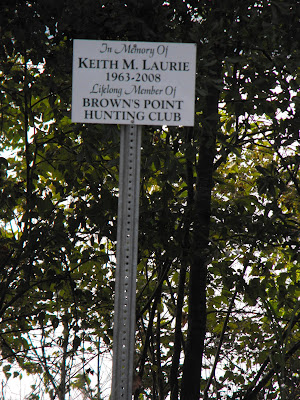 In Memory Of
KEITH M. LAURIE
1963-2008
Lifelong Member Of
BROWN'S POINT
HUNTING CLUB